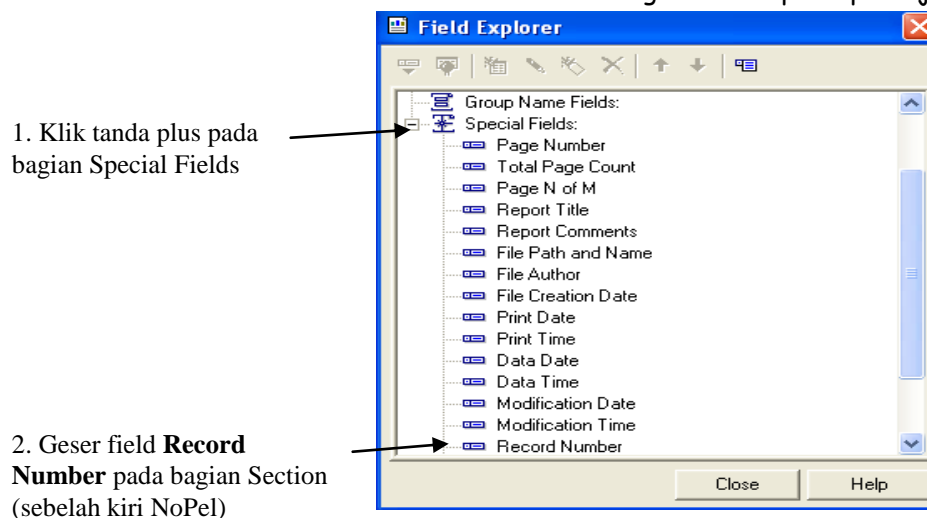 Field Explorer
Group Name Fields:
Special Fields:
Page Number
Total Page Count
Page N of M
Report Title
Report Comments
File Path and Name
File Author
File Creation Date
Print Date
Print Time
Data Date
Data Time
Modification Date
Modification Time
Record Number
Close
Help
1. Klik tanda plus pada
bagian Special Fields
2. Geser field Record
Number pada bagian Section
(sebelah kiri NoPel)